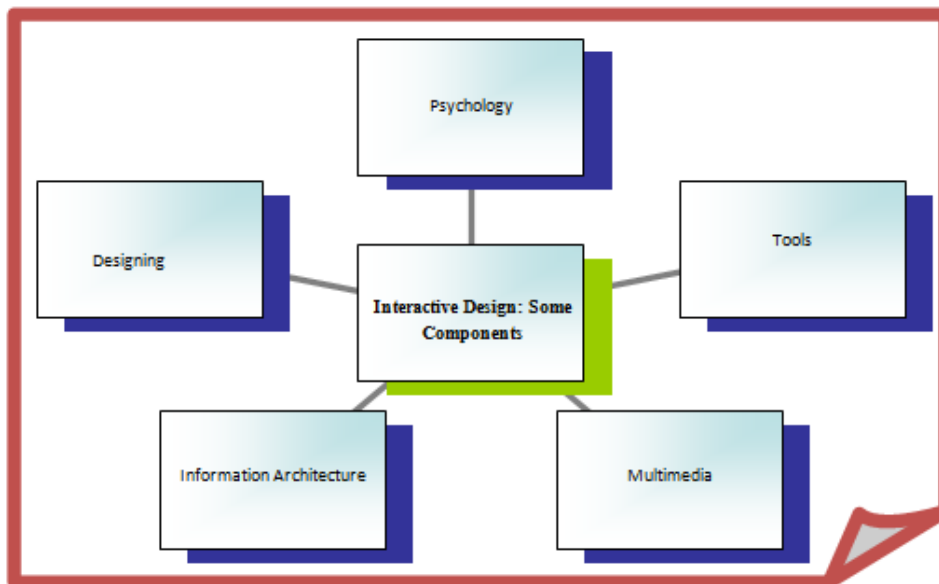 Psychology
Designing
Tools
Interactive Design: Some
Components
Information Architecture
Multimedia